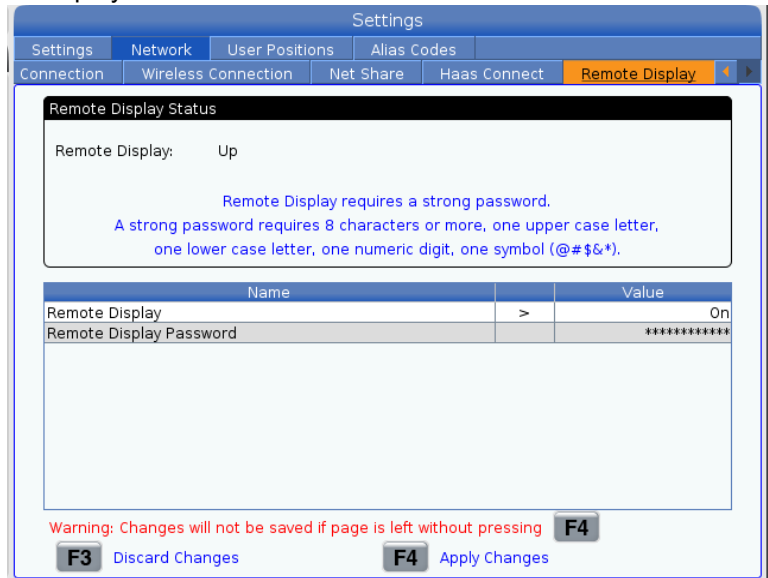 Settings
Settings Network User Positions Alias Codes
Connection Wireless Connection Net Share Haas Connect Remote Display
Remote Display Status
Remote Display: Up
Remote Display requires a strong password.
A strong password requires 8 characters or more, one upper case letter,
one lower case letter, one numeric digit, one symbol (@#$&*).
Name Value
Remote Display > On
Remote Display Password ************
Warning: Changes will not be saved if page is left without pressing F4
F3 Discard Changes F4 Apply Changes